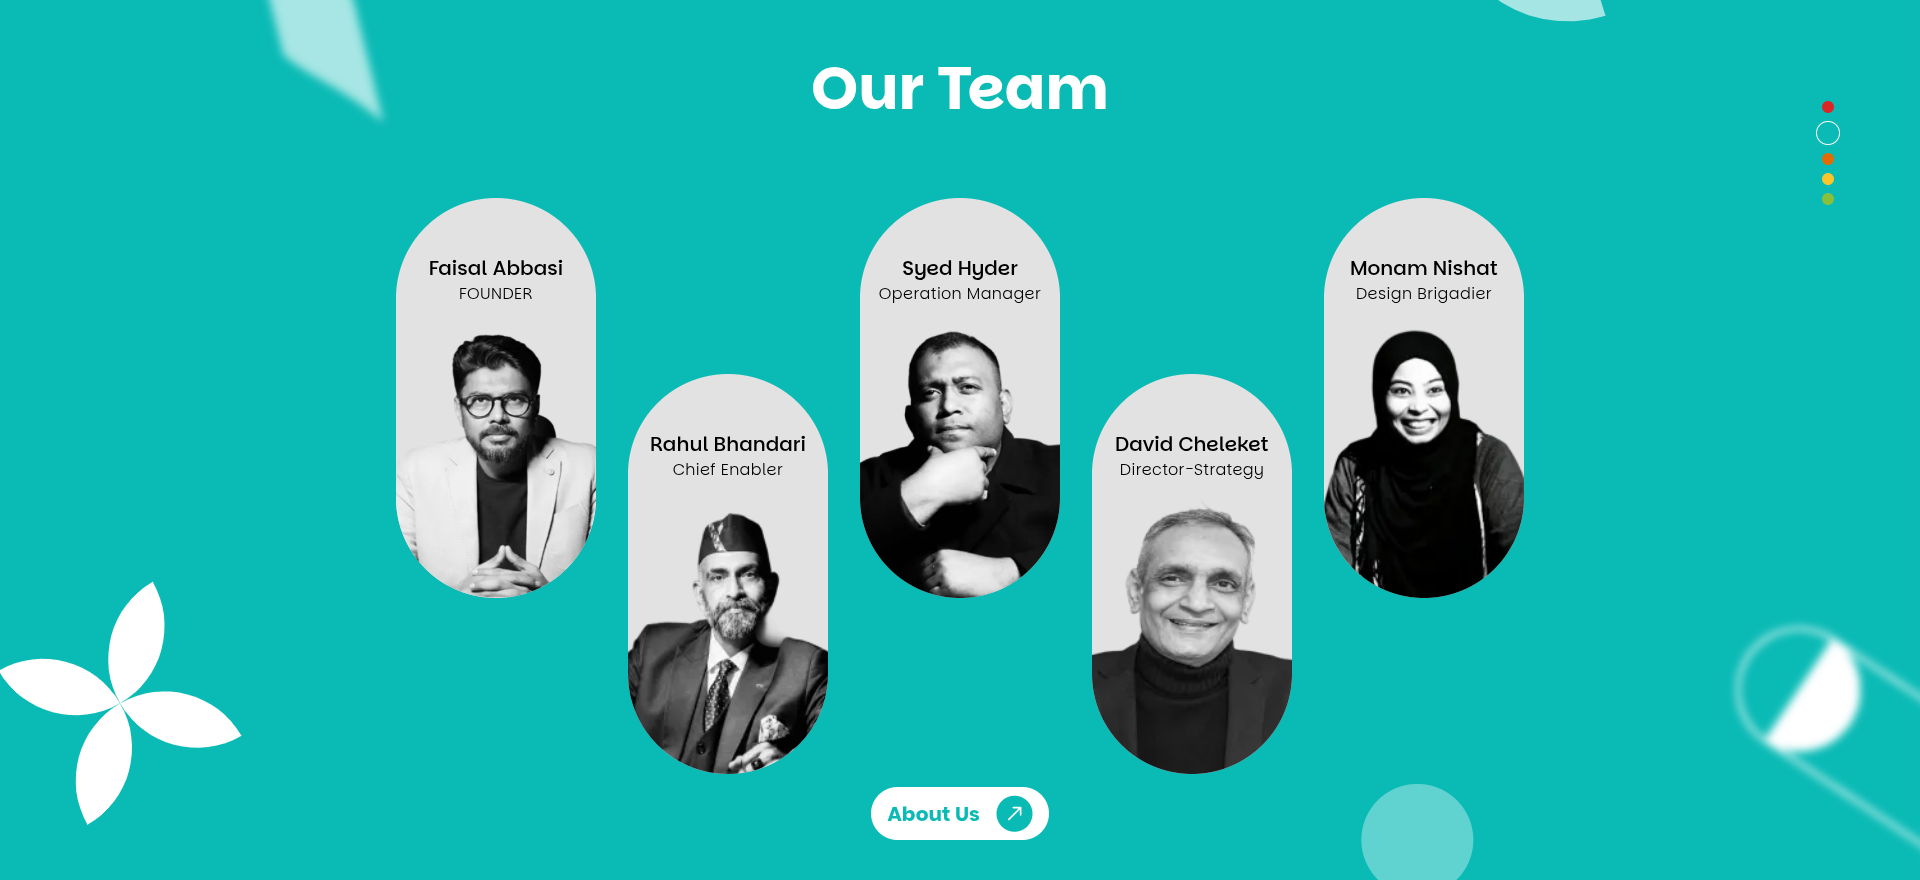 Our Team
Faisal Abbasi
FOUNDER
Rahul Bhandari
Chief Enabler
Syed Hyder
Operation Manager
David Cheleket
Director-Strategy
Monam Nishat
Design Brigadier
About Us